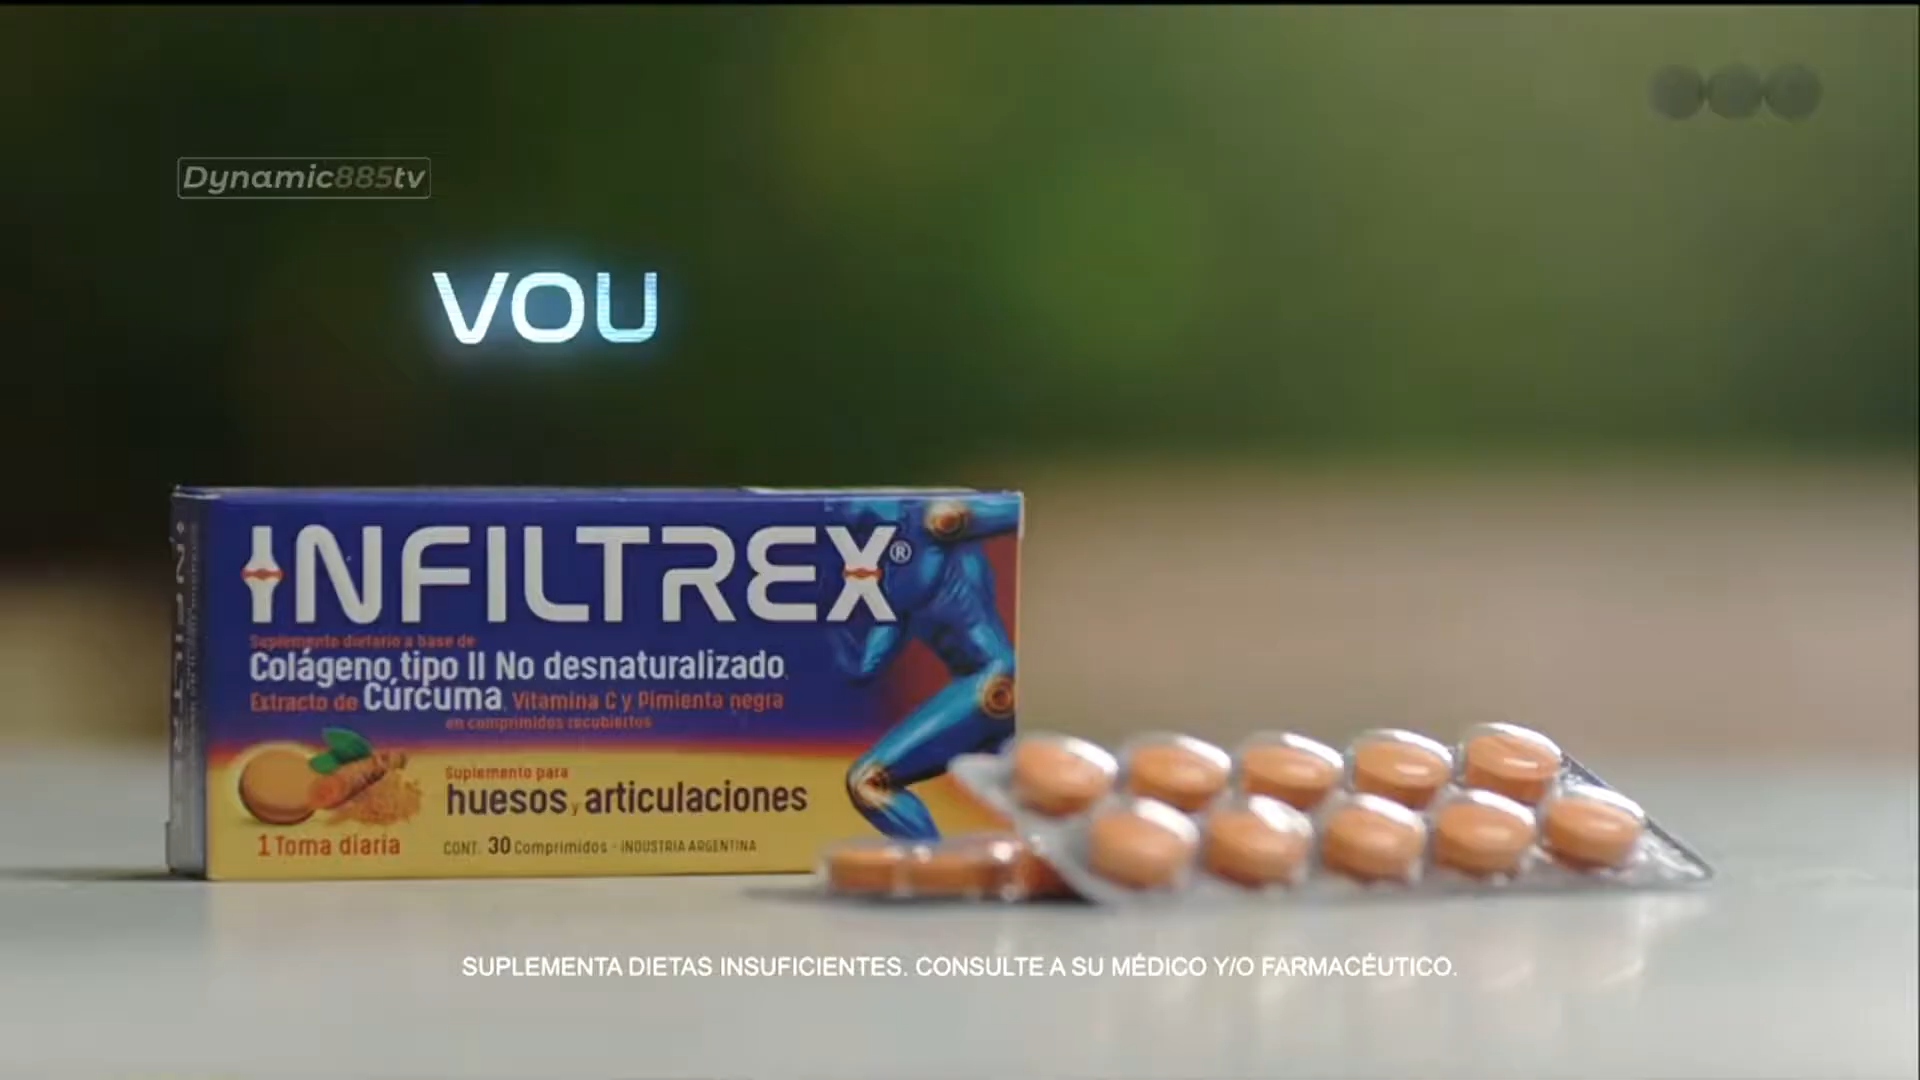 Dynamic885tv
VOU
INFILTREX®
Suplemento dietario a base de
Colágeno tipo II No desnaturalizado,
Extracto de Cúrcuma, Vitamina C y Pimienta negra
en comprimidos recubiertos
Suplemento para
huesos y articulaciones
1 Toma diaria
CONT. 30 Comprimidos - INDUSTRIA ARGENTINA
SUPLEMENTA DIETAS INSUFICIENTES. CONSULTE A SU MÉDICO Y/O FARMACÉUTICO.